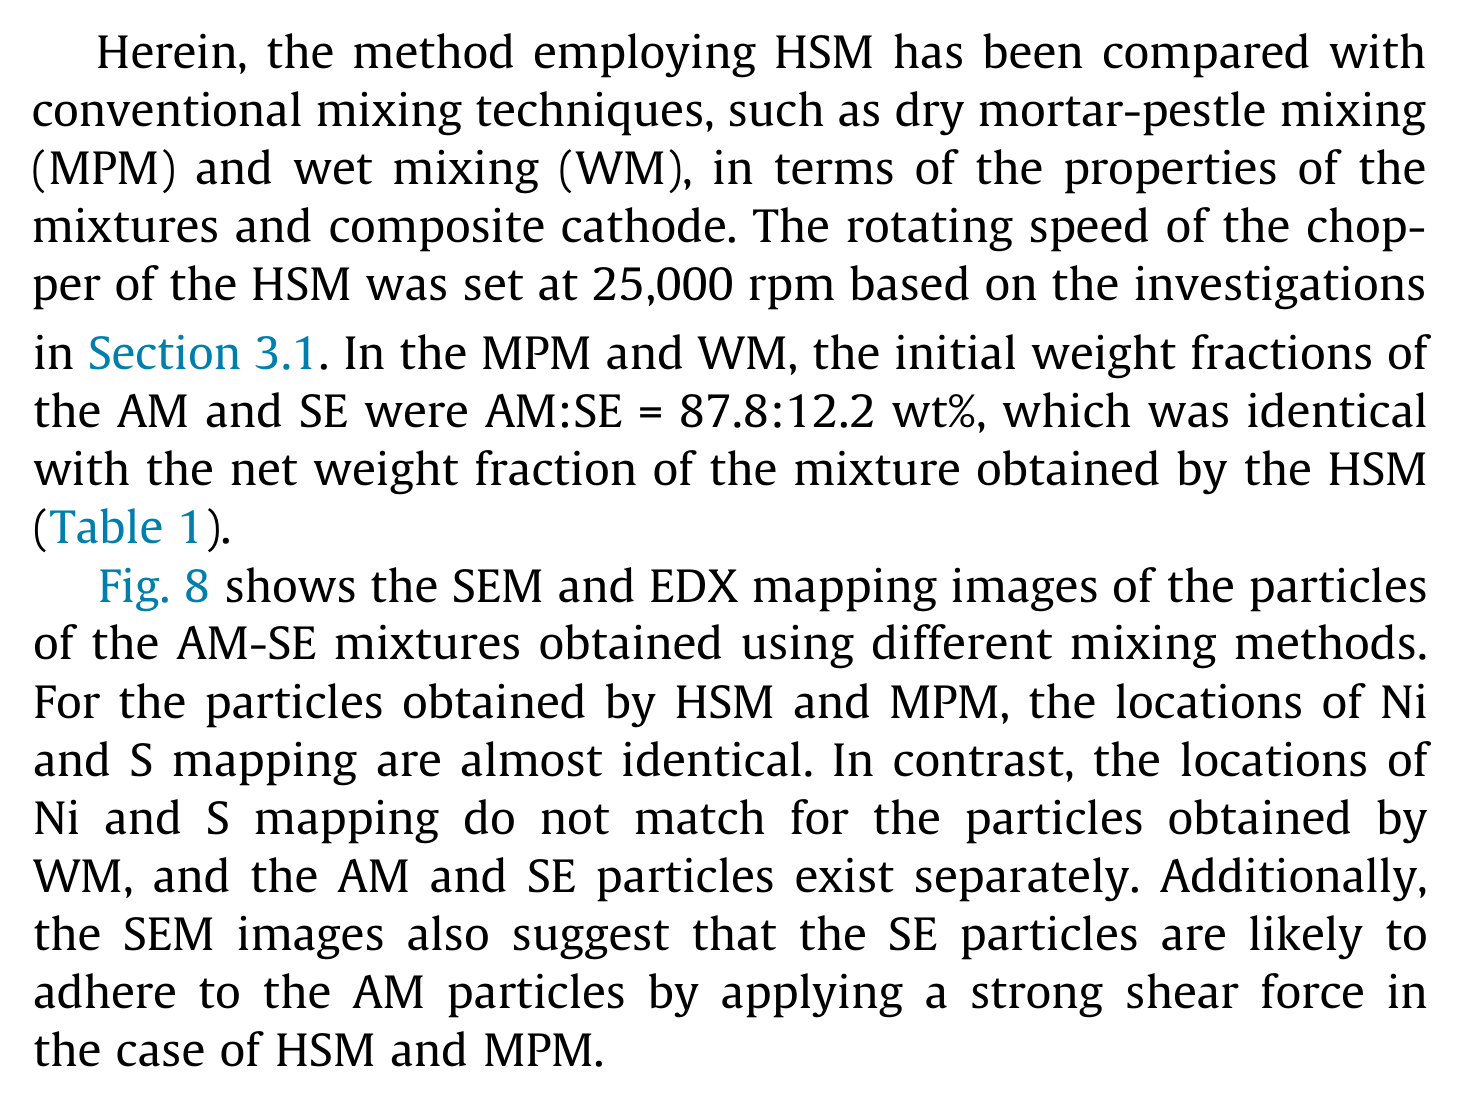 Herein, the method employing HSM has been compared with
conventional mixing techniques, such as dry mortar-pestle mixing
(MPM) and wet mixing (WM), in terms of the properties of the
mixtures and composite cathode. The rotating speed of the chop-
per of the HSM was set at 25,000 rpm based on the investigations
in Section 3.1. In the MPM and WM, the initial weight fractions of
the AM and SE were AM:SE = 87.8:12.2 wt%, which was identical
with the net weight fraction of the mixture obtained by the HSM
(Table 1).
Fig. 8 shows the SEM and EDX mapping images of the particles
of the AM-SE mixtures obtained using different mixing methods.
For the particles obtained by HSM and MPM, the locations of Ni
and S mapping are almost identical. In contrast, the locations of
Ni and S mapping do not match for the particles obtained by
WM, and the AM and SE particles exist separately. Additionally,
the SEM images also suggest that the SE particles are likely to
adhere to the AM particles by applying a strong shear force in
the case of HSM and MPM.